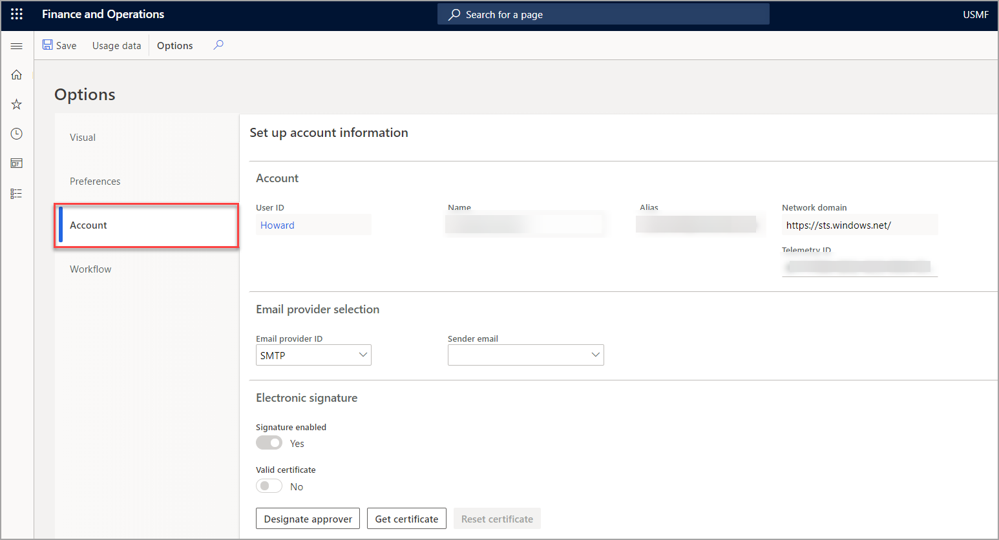 Finance and Operations
Search for a page
USMF
Save
Usage data
Options
Options
Visual
Preferences
Account
Workflow
Set up account information
Account
User ID
Name
Alias
Network domain
Howard
https://sts.windows.net/
Telemetry ID
Email provider selection
Email provider ID
Sender email
SMTP
Electronic signature
Signature enabled
Yes
Valid certificate
No
Designate approver
Get certificate
Reset certificate